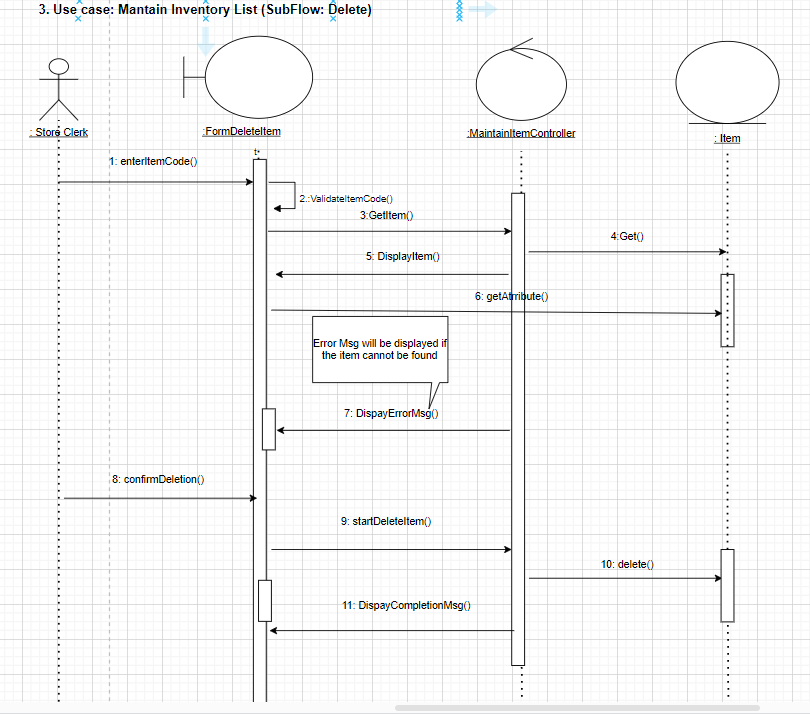 3. Use case: Mantain Inventory List (SubFlow: Delete)
: Store Clerk
:FormDeleteItem
:MaintainItemController
: Item
t:
1: enterItemCode()
2.:ValidateItemCode()
3:GetItem()
4:Get()
5: DisplayItem()
6: getAtrribute()
Error Msg will be displayed if
the item cannot be found
7: DispayErrorMsg()
8: confirmDeletion()
9: startDeleteItem()
10: delete()
11: DispayCompletionMsg()